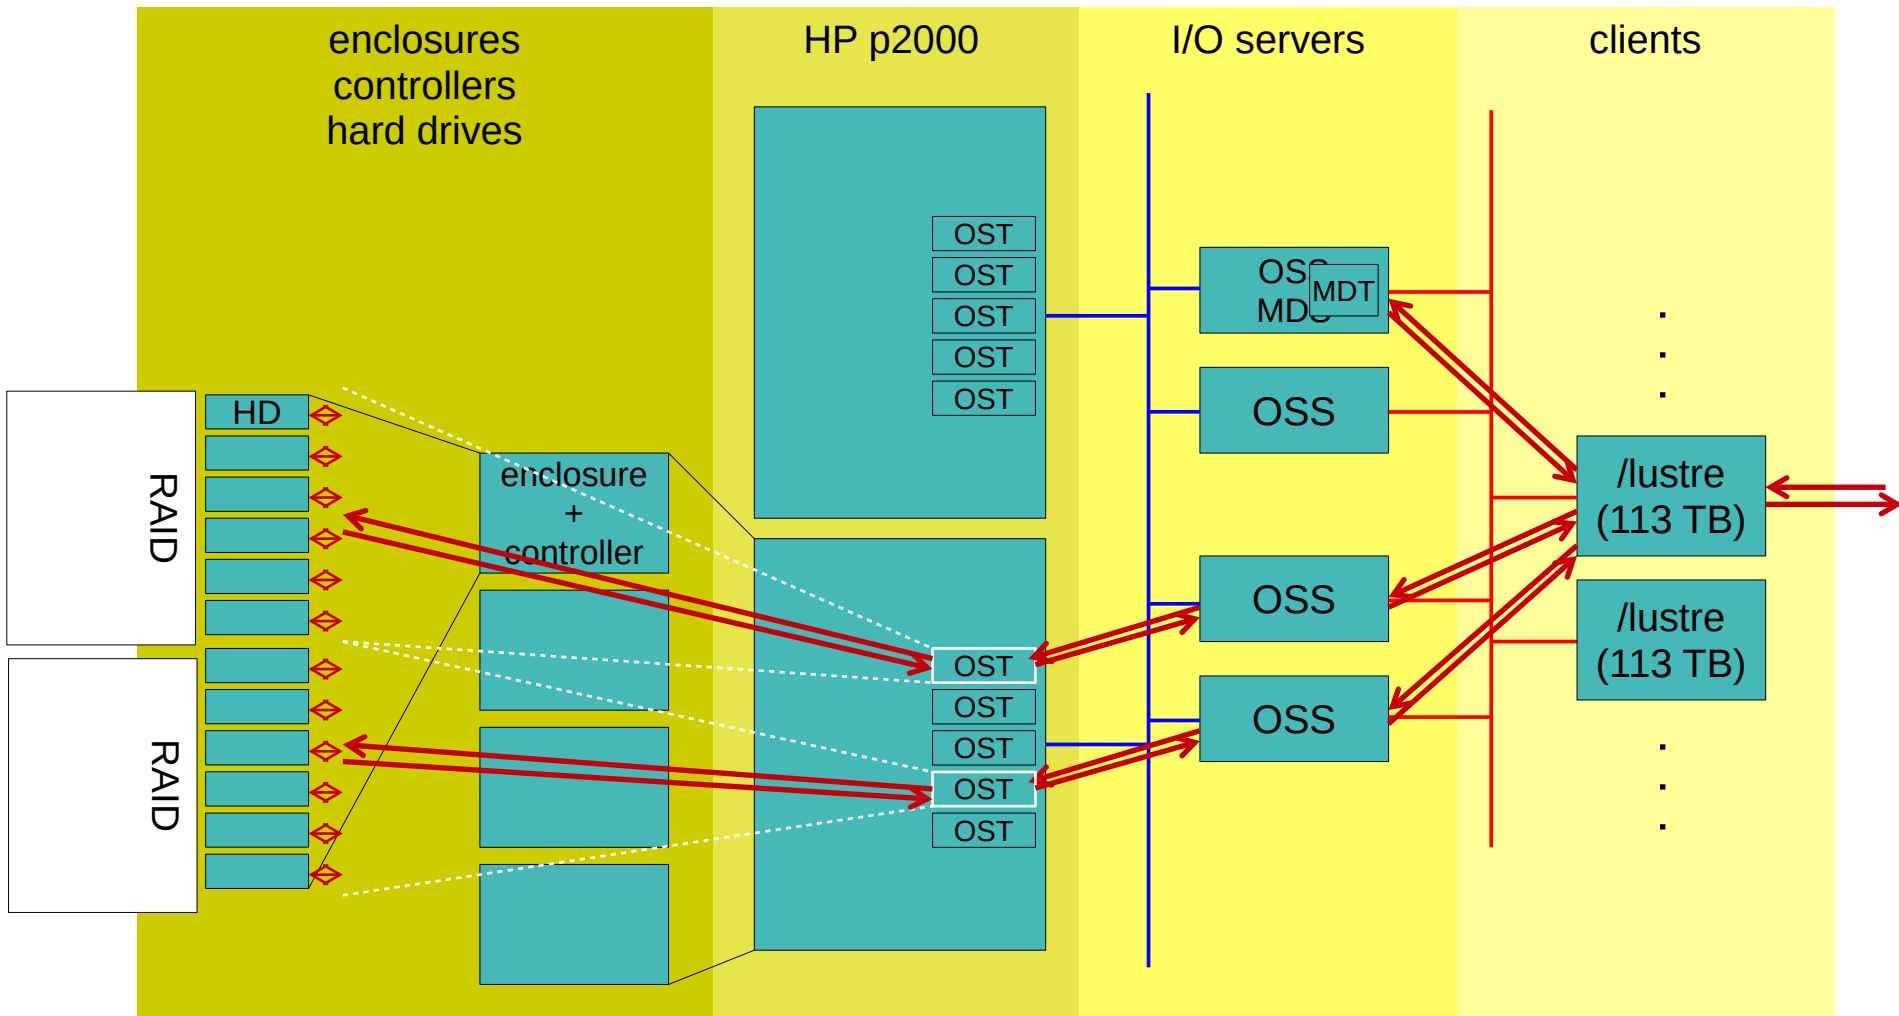 enclosures
controllers
hard drives
HP p2000
I/O servers
clients
RAID
RAID
HD
enclosure
+
controller
OST
OST
OST
OST
OST
OST
OST
OST
OST
OST
OSS
MDS
MDT
OSS
OSS
OSS
/lustre
(113 TB)
/lustre
(113 TB)